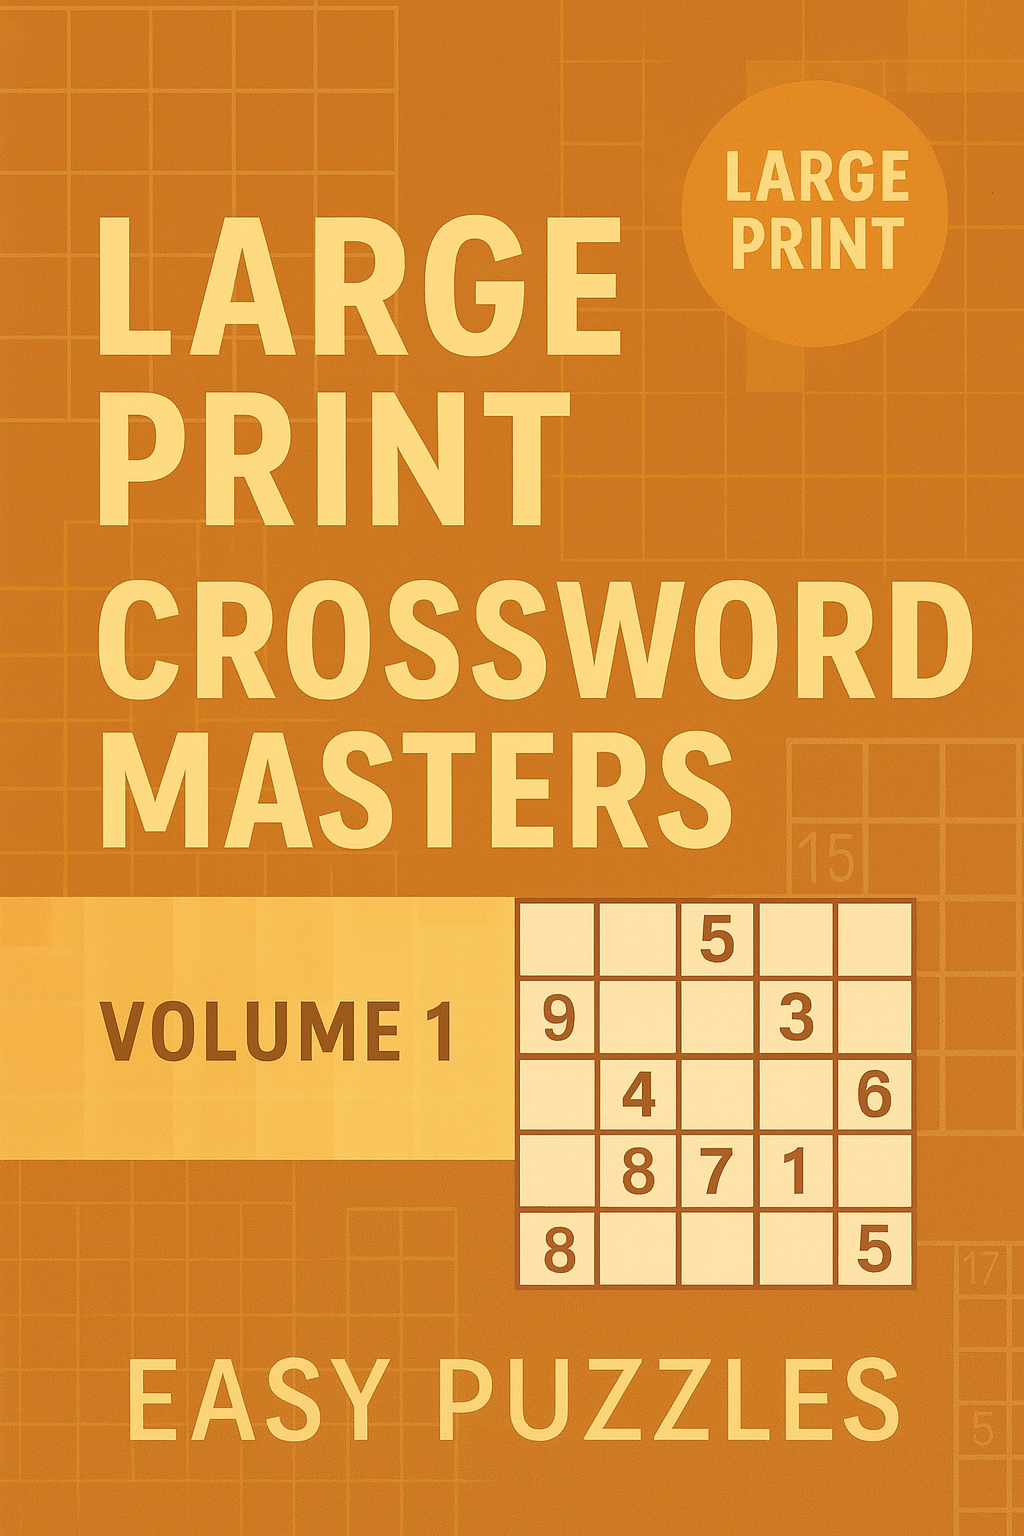 LARGE
PRINT
LARGE
PRINT
CROSSWORD
MASTERS
15
VOLUME 1
5
9 3
4 6
8 7 1
8 5
17
5
EASY PUZZLES